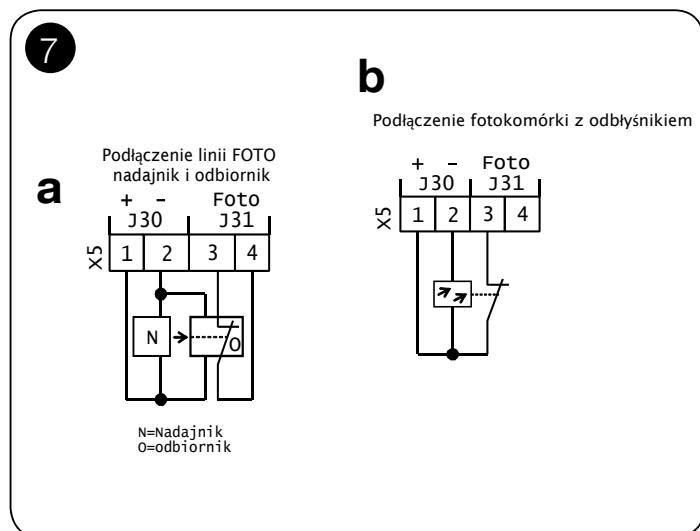 7
a
Podłączenie linii FOTO
nadajnik i odbiornik
+ - Foto
J30 J31
X5 1 2 3 4
N O
N=Nadajnik
O=odbiornik
b
Podłączenie fotokomórki z odbłyśnikiem
+ - Foto
J30 J31
X5 1 2 3 4